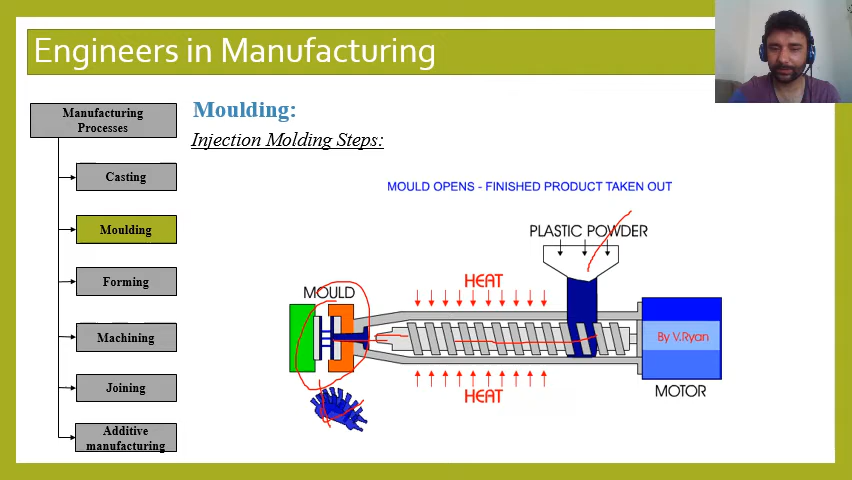 Engineers in Manufacturing
Manufacturing
Processes
Casting
Moulding
Forming
Machining
Joining
Additive
manufacturing
Moulding:
Injection Molding Steps:
MOULD OPENS - FINISHED PRODUCT TAKEN OUT
PLASTIC POWDER
HEAT
MOULD
By V.Ryan
HEAT
MOTOR